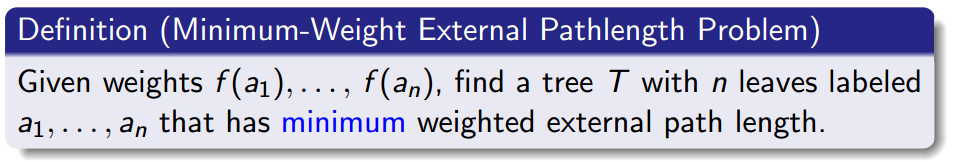 Definition (Minimum-Weight External Pathlength Problem)
Given weights f(a₁), . . . , f(aₙ), find a tree T with n leaves labeled
a₁, . . . , aₙ that has minimum weighted external path length.